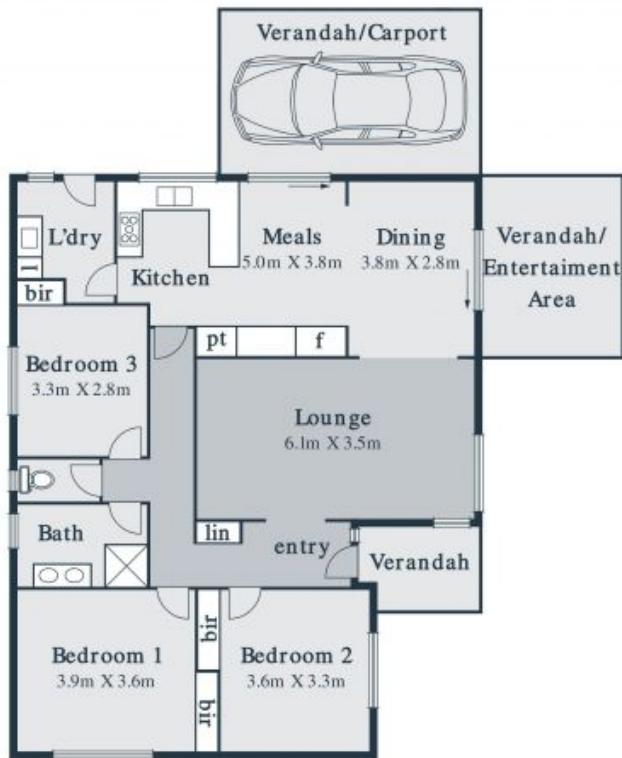 Verandah/Carport
L'dry
l
bir
Kitchen
Meals
5.0m X 3.8m
Dining
3.8m X 2.8m
Verandah/
Entertaiment
Area
pt
f
Bedroom 3
3.3m X 2.8m
Lounge
6.1m X 3.5m
Bath
lin
entry
Verandah
Bedroom 1
3.9m X 3.6m
bir
bir
Bedroom 2
3.6m X 3.3m